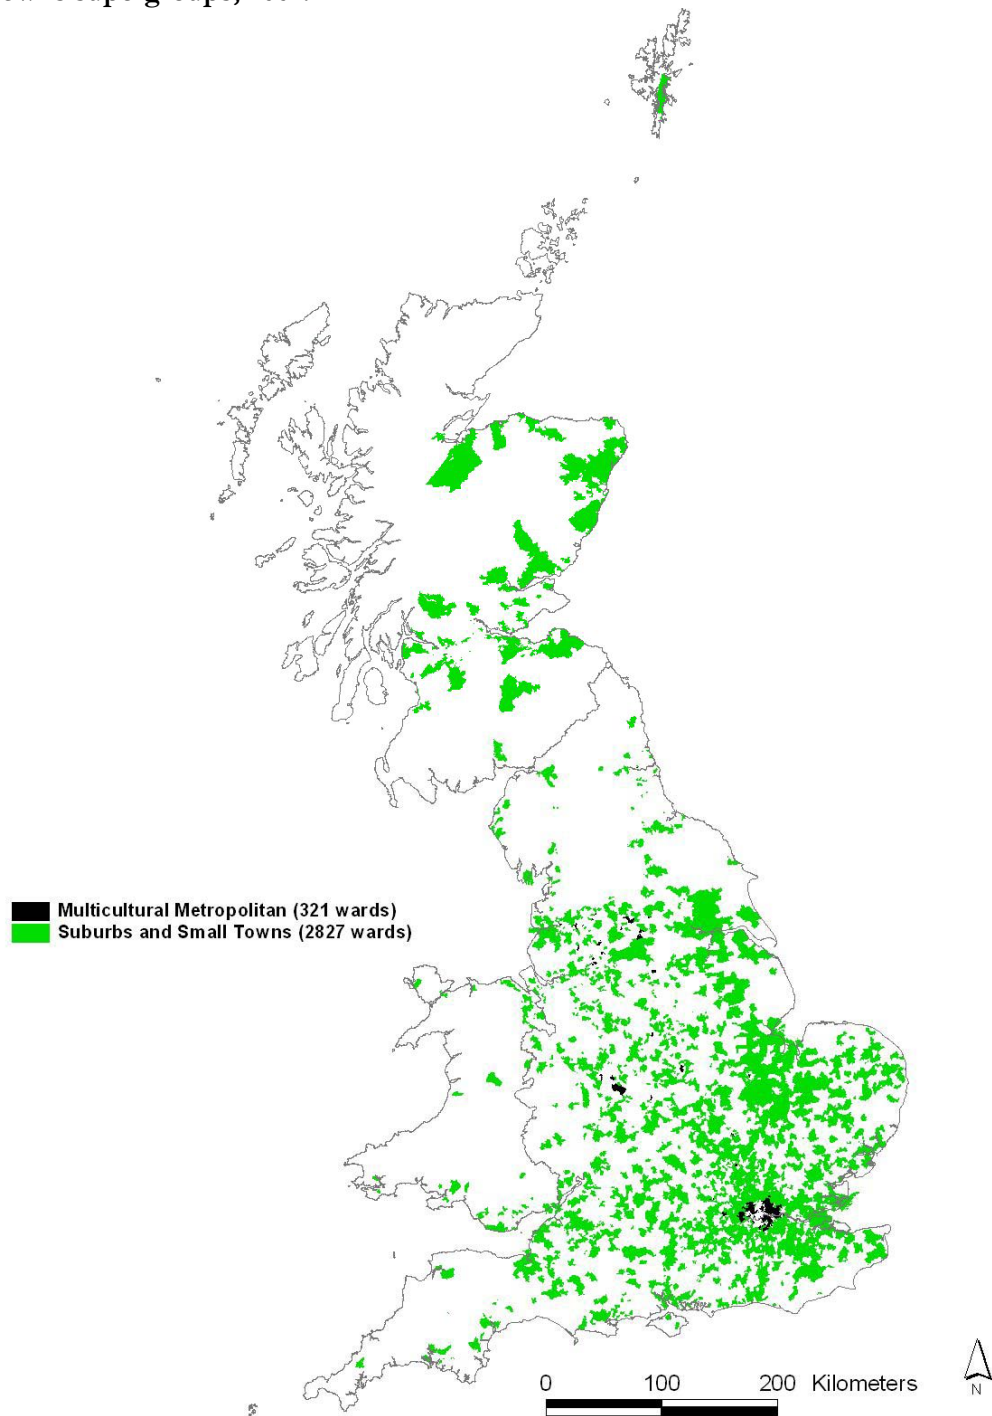 Multicultural Metropolitan (321 wards)
Suburbs and Small Towns (2827 wards)
0 100 200 Kilometers
N